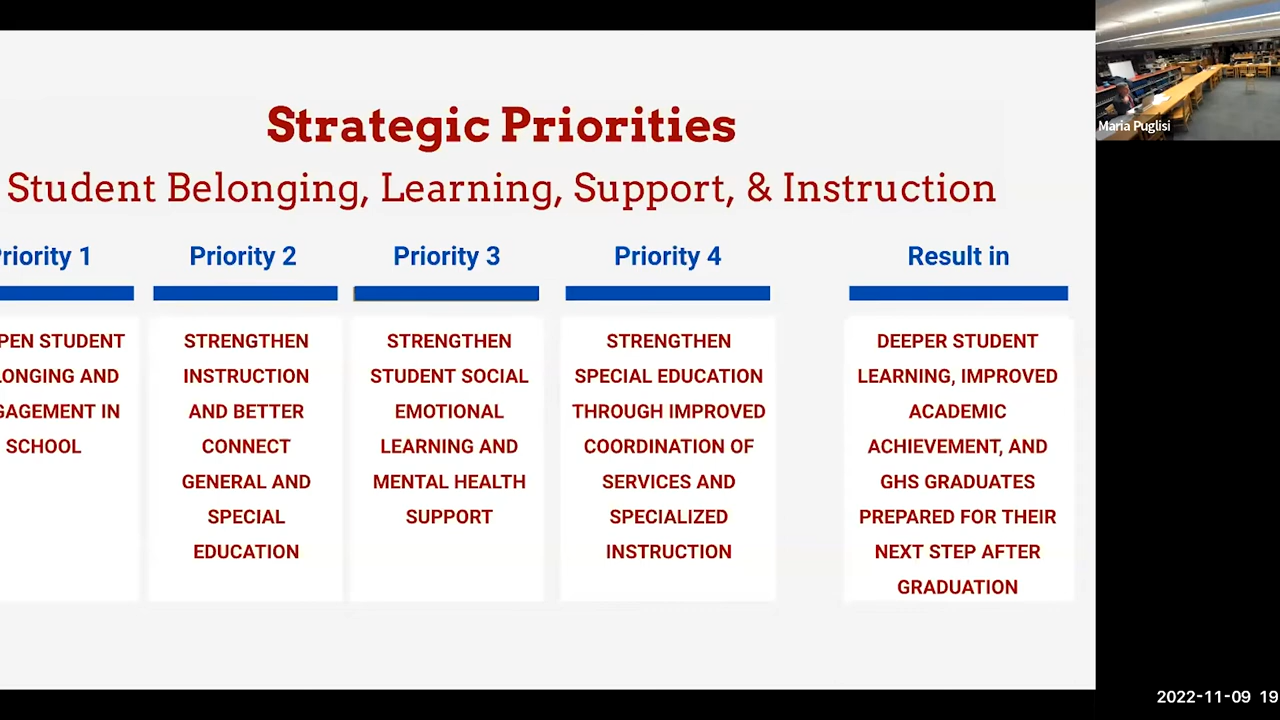 Strategic Priorities
Student Belonging, Learning, Support, & Instruction
Priority 1
PEN STUDENT
LONGING AND
GAGEMENT IN
SCHOOL
Priority 2
STRENGTHEN
INSTRUCTION
AND BETTER
CONNECT
GENERAL AND
SPECIAL
EDUCATION
Priority 3
STRENGTHEN
STUDENT SOCIAL
EMOTIONAL
LEARNING AND
MENTAL HEALTH
SUPPORT
Priority 4
STRENGTHEN
SPECIAL EDUCATION
THROUGH IMPROVED
COORDINATION OF
SERVICES AND
SPECIALIZED
INSTRUCTION
Result in
DEEPER STUDENT
LEARNING, IMPROVED
ACADEMIC
ACHIEVEMENT, AND
GHS GRADUATES
PREPARED FOR THEIR
NEXT STEP AFTER
GRADUATION
Maria Puglisi
2022-11-09 19